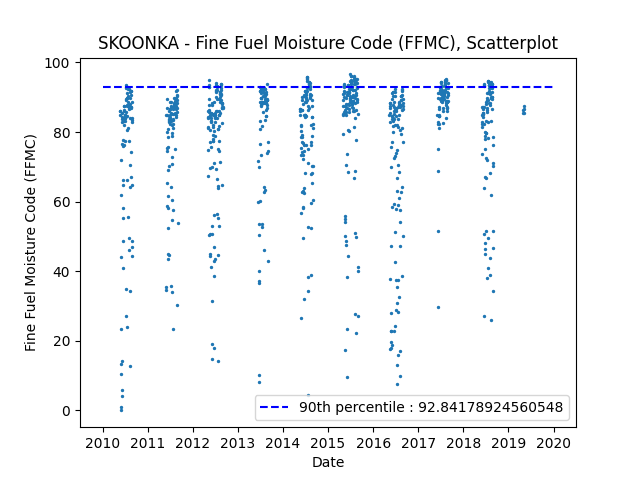 SKOONKA - Fine Fuel Moisture Code (FFMC), Scatterplot
100
80
60
40
20
0
Fine Fuel Moisture Code (FFMC)
90th percentile : 92.84178924560548
2010 2011 2012 2013 2014 2015 2016 2017 2018 2019 2020
Date